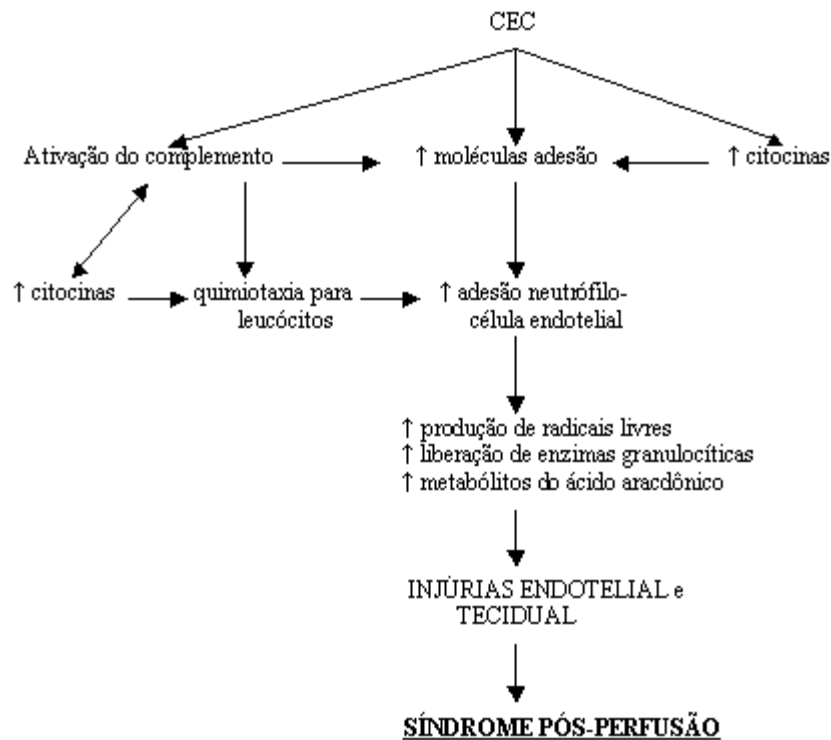 CEC
Ativação do complemento
↑ moléculas adesão
↑ citocinas
↑ citocinas
quimiotaxia para
leucócitos
↑ adesão neutrófilo-
célula endotelial
↑ produção de radicais livres
↑ liberação de enzimas granulocíticas
↑ metabólitos do ácido aracdônico
INJÚRIAS ENDOTELIAL e
TECIDUAL
SÍNDROME PÓS-PERFUSÃO